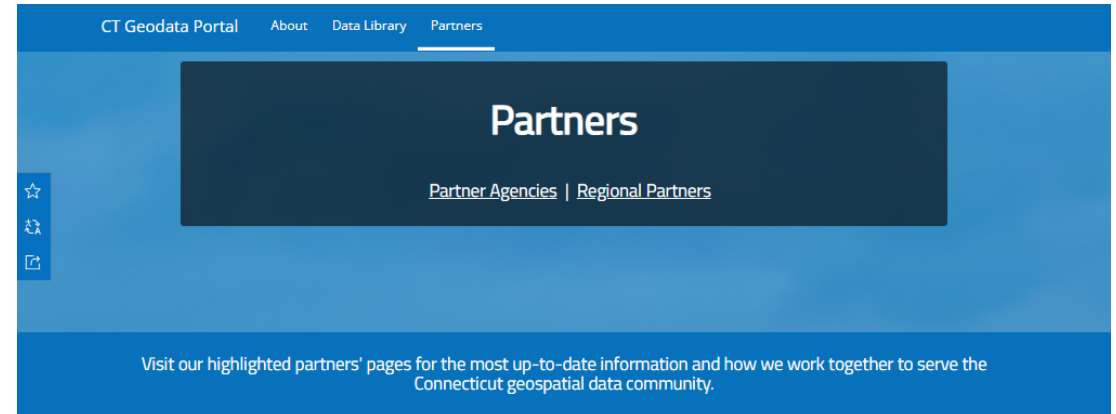 CT Geodata Portal About Data Library Partners
Partners
Partner Agencies | Regional Partners
Visit our highlighted partners' pages for the most up-to-date information and how we work together to serve the
Connecticut geospatial data community.